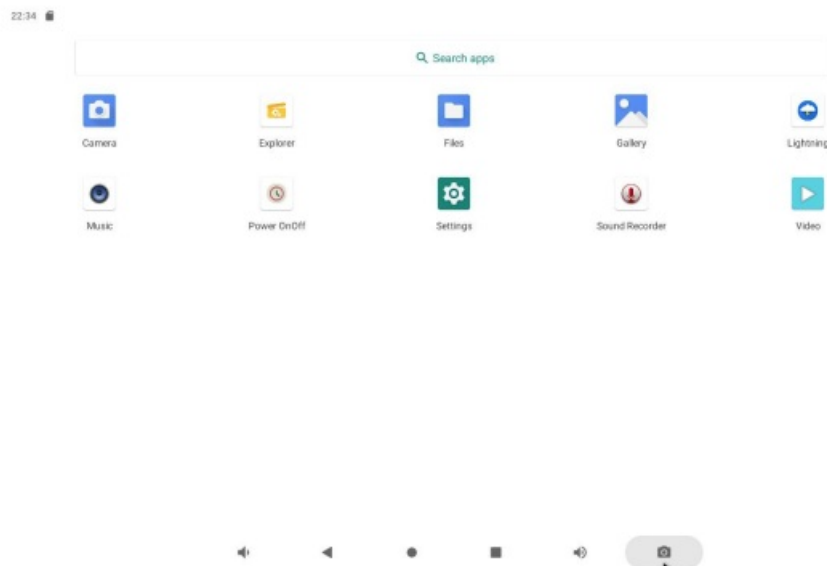 22:34
Search apps
Camera Explorer Files Gallery Lightning
Music Power OnOff Settings Sound Recorder Video